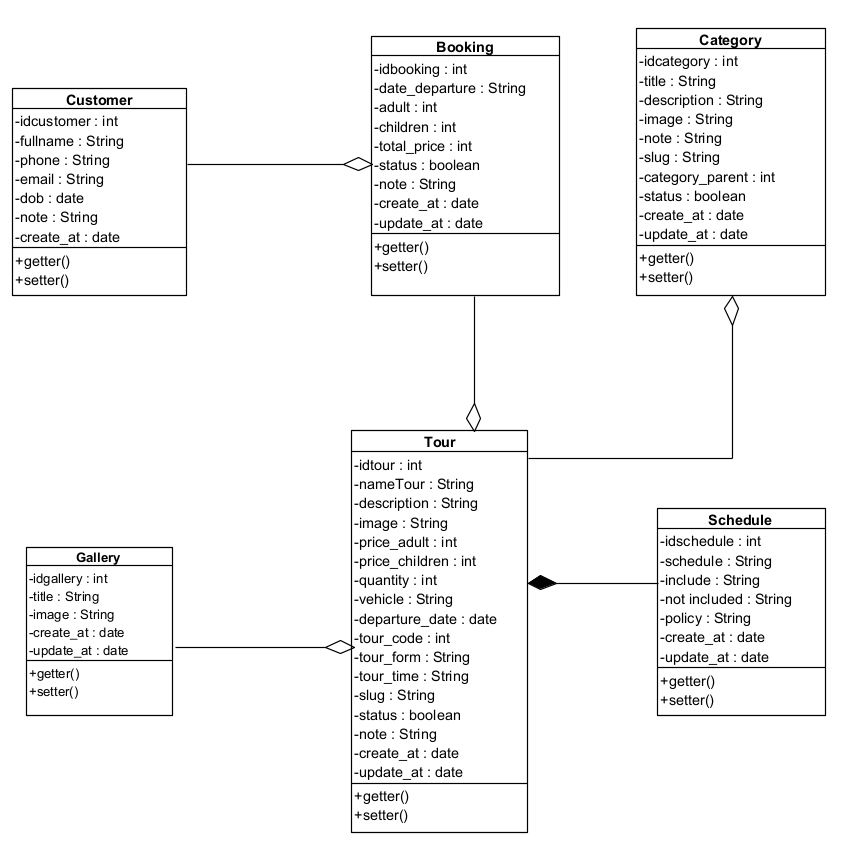 Customer
-idcustomer : int
-fullname : String
-phone : String
-email : String
-dob : date
-note : String
-create_at : date
+getter()
+setter()
Booking
-idbooking : int
-date_departure : String
-adult : int
-children : int
-total_price : int
-status : boolean
-note : String
-create_at : date
-update_at : date
+getter()
+setter()
Category
-idcategory : int
-title : String
-description : String
-image : String
-note : String
-slug : String
-category_parent : int
-status : boolean
-create_at : date
-update_at : date
+getter()
+setter()
Gallery
-idgallery : int
-title : String
-image : String
-create_at : date
-update_at : date
+getter()
+setter()
Tour
-idtour : int
-nameTour : String
-description : String
-image : String
-price_adult : int
-price_children : int
-quantity : int
-vehicle : String
-departure_date : date
-tour_code : int
-tour_form : String
-tour_time : String
-slug : String
-status : boolean
-note : String
-create_at : date
-update_at : date
+getter()
+setter()
Schedule
-idschedule : int
-schedule : String
-include : String
-not included : String
-policy : String
-create_at : date
-update_at : date
+getter()
+setter()